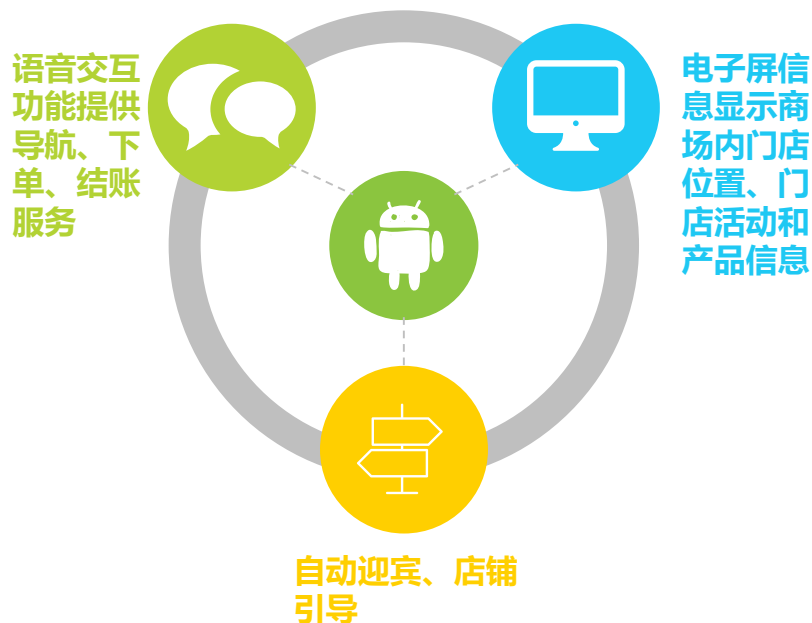 语音交互
功能提供
导航、下
单、结账
服务
电子屏信
息显示商
场内门店
位置、门
店活动和
产品信息
自动迎宾、店铺
引导